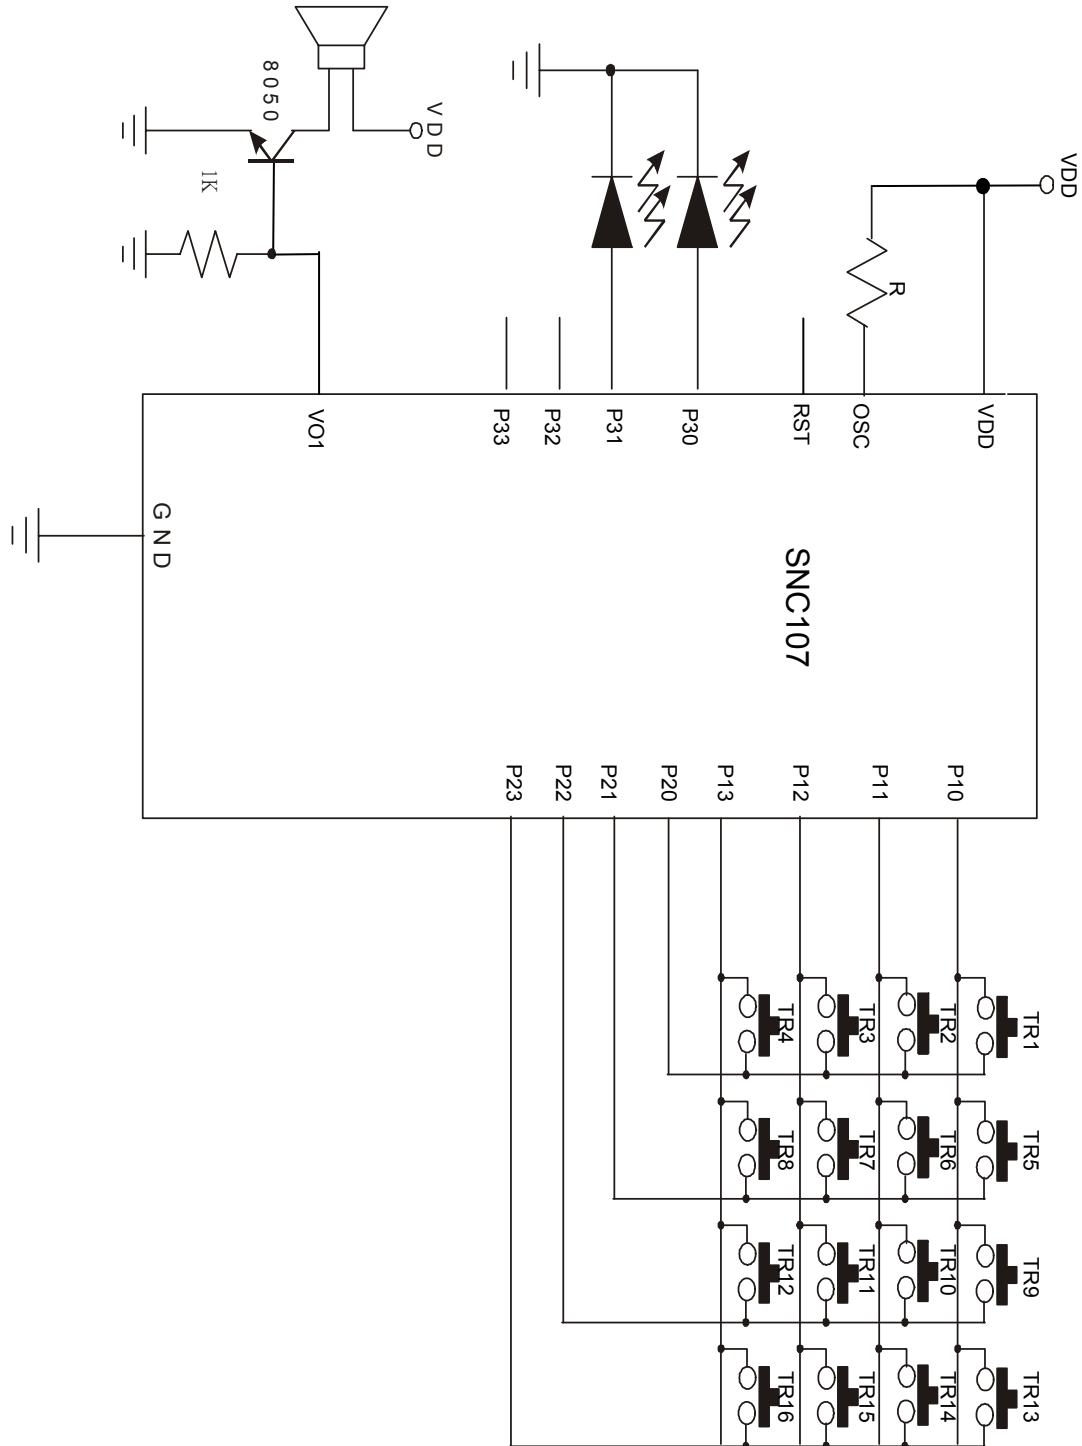 8050
VDD
1K
VDD
R
VO1
P33
P32
P31
P30
RST
OSC
VDD
GND
SNC107
P23
P22
P21
P20
P13
P12
P11
P10
TR4
TR3
TR2
TR1
TR8
TR7
TR6
TR5
TR12
TR11
TR10
TR9
TR16
TR15
TR14
TR13